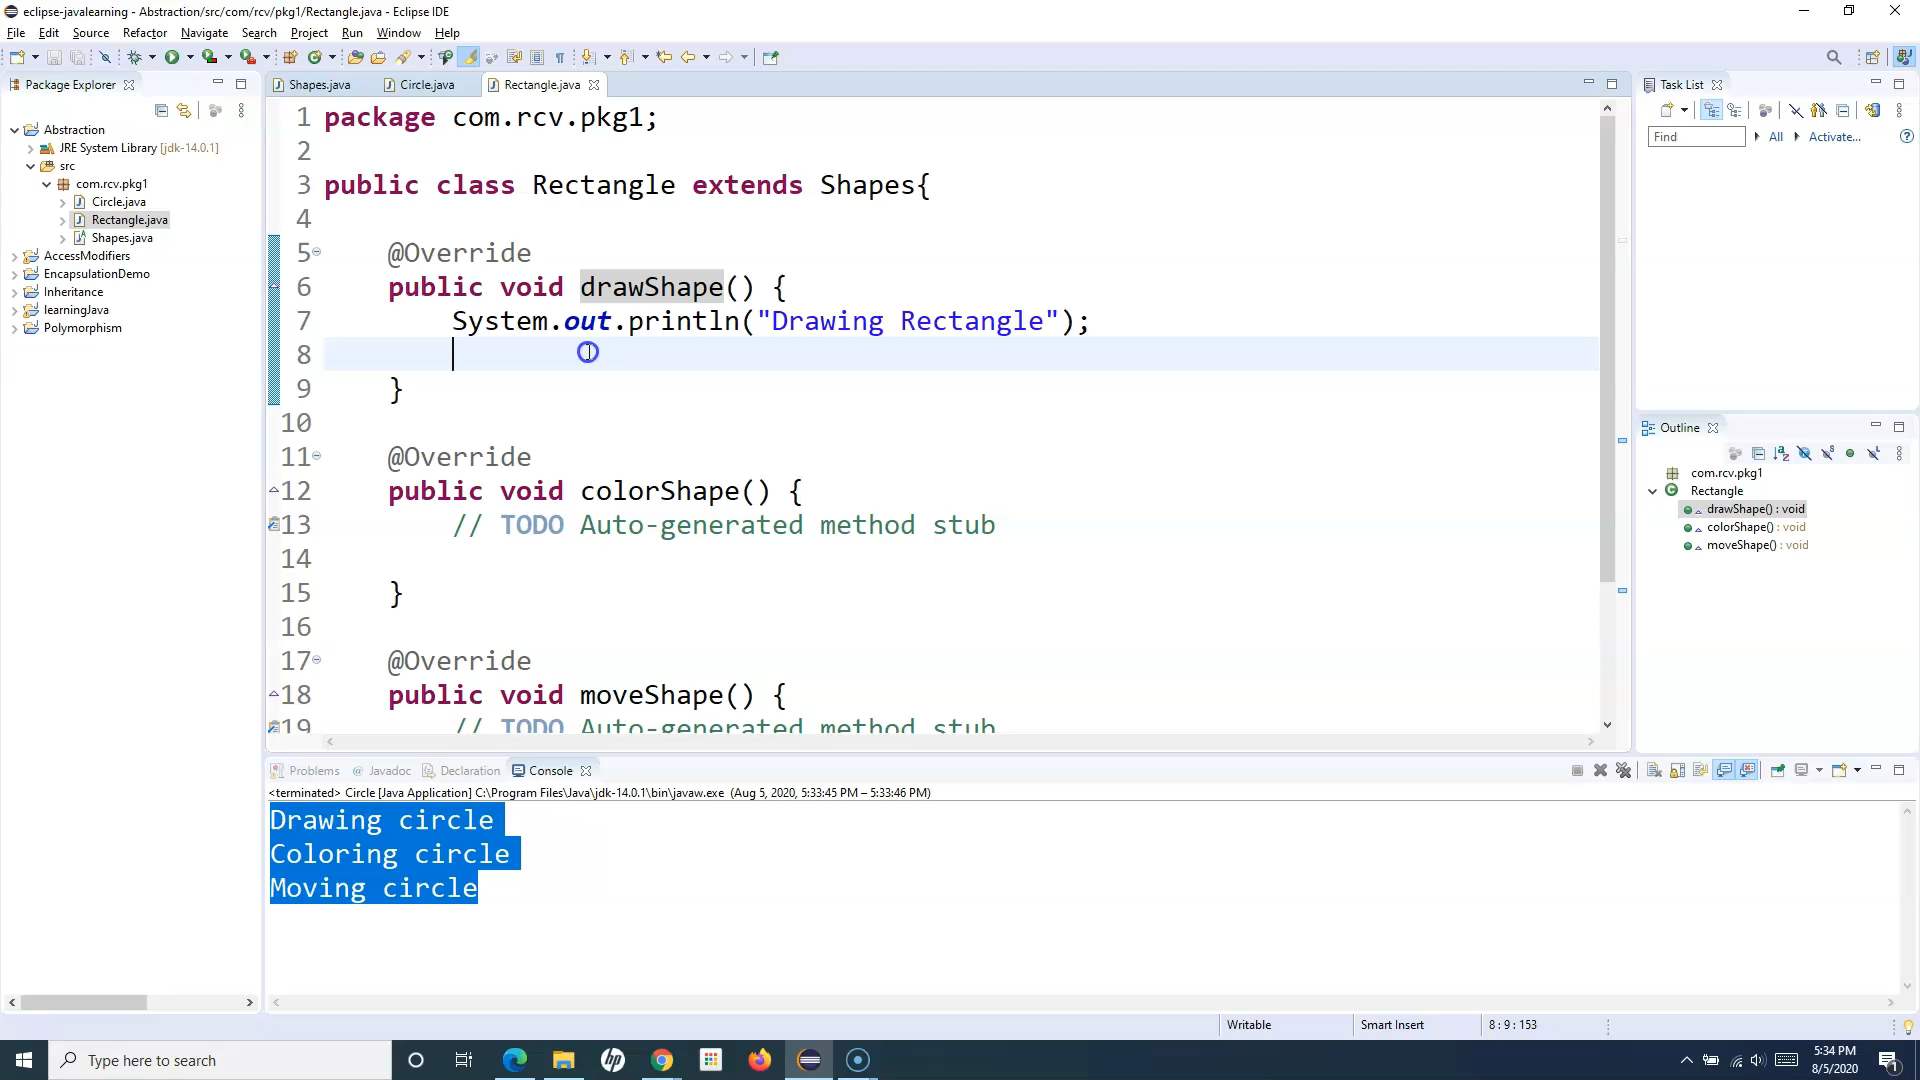 eclipse-javalearning - Abstraction/src/com/rcv/pkg1/Rectangle.java - Eclipse IDE
File Edit Source Refactor Navigate Search Project Run Window Help
Package Explorer
Abstraction
JRE System Library [jdk-14.0.1]
src
com.rcv.pkg1
Circle.java
Rectangle.java
Shapes.java
AccessModifiers
EncapsulationDemo
Inheritance
learningJava
Polymorphism
Shapes.java Circle.java Rectangle.java
1 package com.rcv.pkg1;
2
3 public class Rectangle extends Shapes{
4
5 @Override
6 public void drawShape() {
7 System.out.println("Drawing Rectangle");
8
9 }
10
11 @Override
12 public void colorShape() {
13 // TODO Auto-generated method stub
14
15 }
16
17 @Override
18 public void moveShape() {
19 // TODO Auto-generated method stub
Task List
Find All Activate...
Outline
com.rcv.pkg1
Rectangle
drawShape() : void
colorShape() : void
moveShape() : void
Problems @ Javadoc Declaration Console
<terminated> Circle [Java Application] C:\Program Files\Java\jdk-14.0.1\bin\javaw.exe (Aug 5, 2020, 5:33:45 PM – 5:33:46 PM)
Drawing circle
Coloring circle
Moving circle
Writable Smart Insert 8 : 9 : 153
Type here to search
hp
5:34 PM
8/5/2020
1